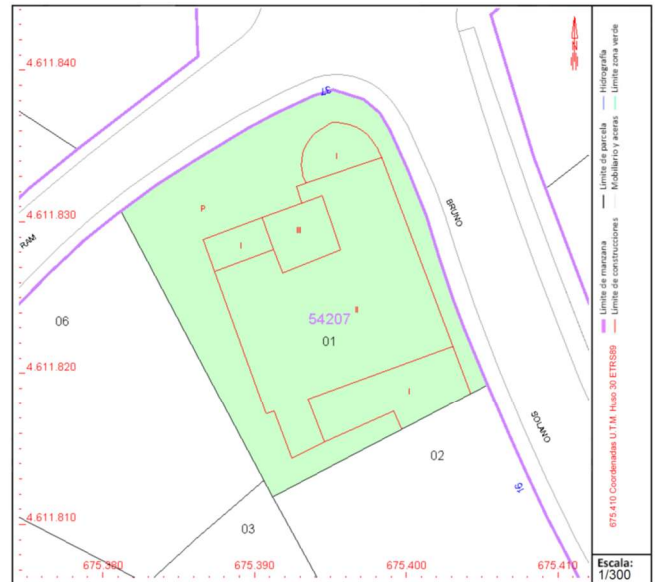 4.611.840
4.611.830
4.611.820
4.611.810
675.380
675.390
675.400
675.410
37
I
P
I
III
II
54207
01
I
06
02
03
RAM
BRUNO
SOLANO
16
Límite de manzana
Límite de parcela
Hidrografía
Límite de construcciones
Mobiliario y aceras
Límite zona verde
675.410 Coordenadas U.T.M. Huso 30 ETRS89
Escala:
1/300